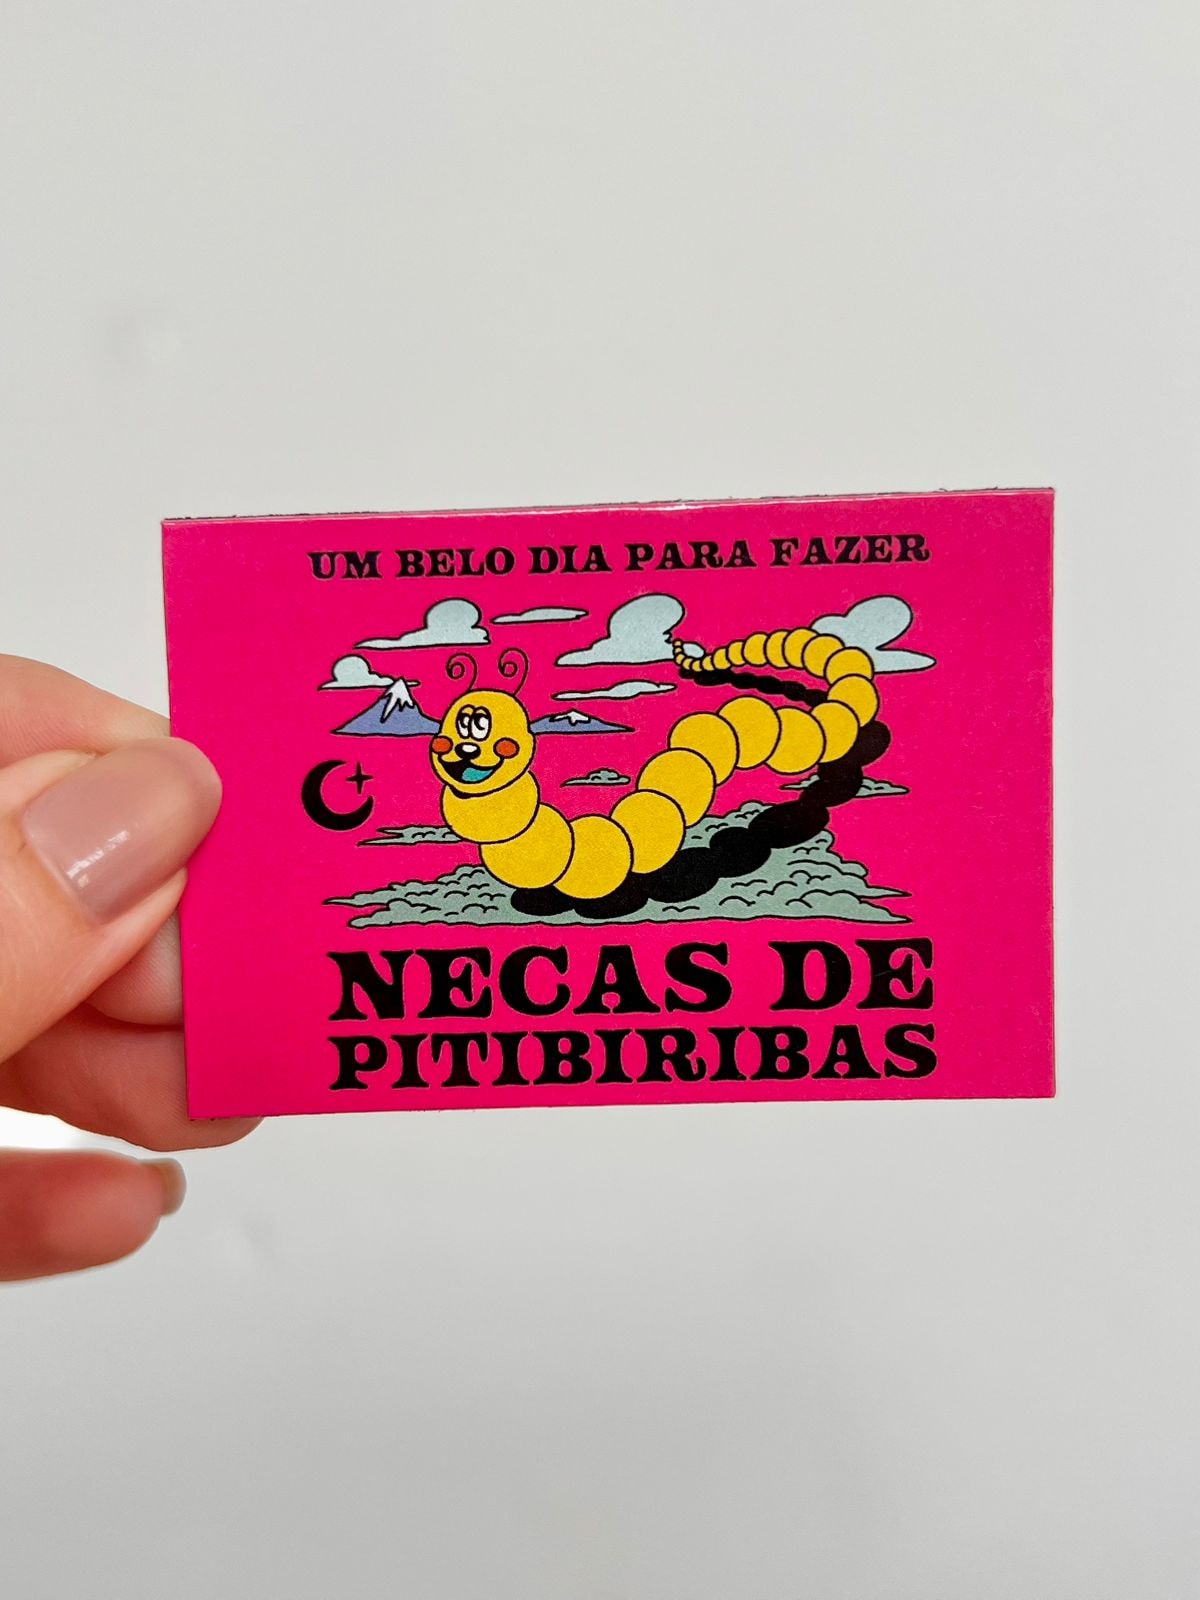 UM BELO DIA PARA FAZER
NECAS DE
PITIBIRIBAS